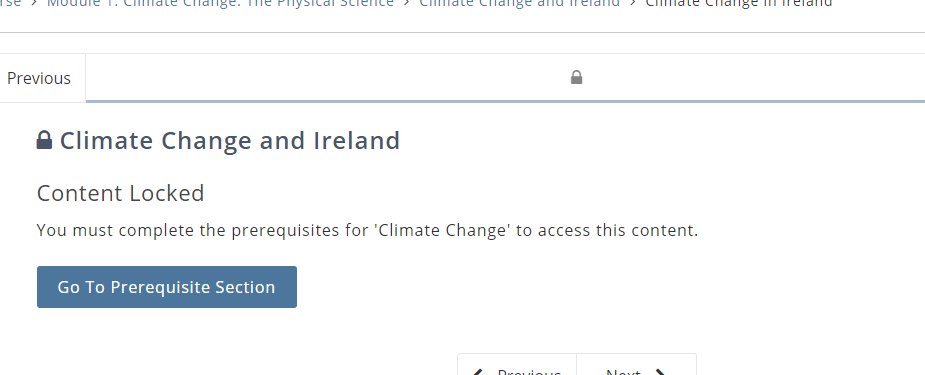 rse > Module 1: Climate Change: The Physical Science > Climate Change and Ireland > Climate Change in Ireland
Previous
Climate Change and Ireland
Content Locked
You must complete the prerequisites for 'Climate Change' to access this content.
Go To Prerequisite Section
Previous Next